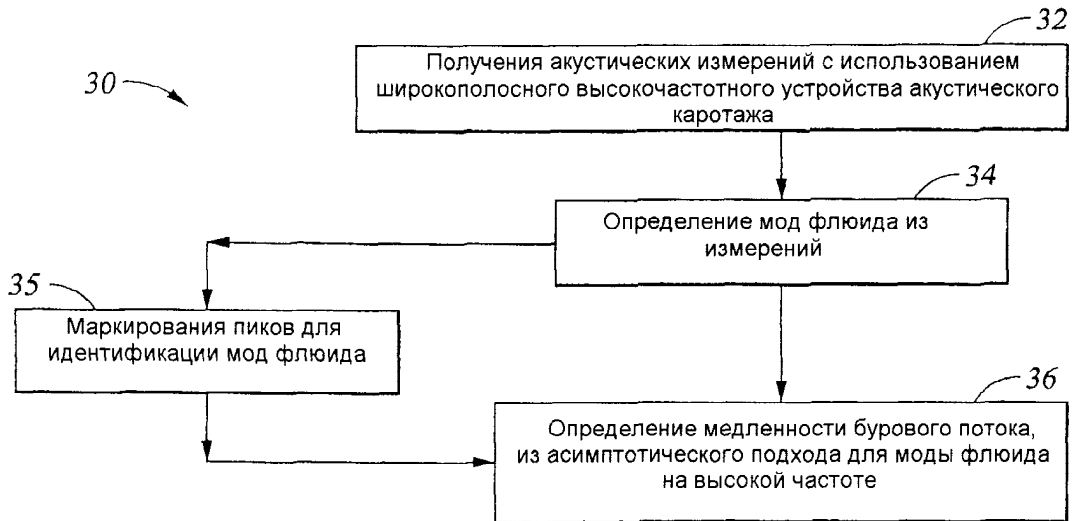 32
Получения акустических измерений с использованием
широкополосного высокочастотного устройства акустического
каротажа
30
34
Определение мод флюида из
измерений
35
Маркирования пиков для
идентификации мод флюида
36
Определение медленности бурового потока,
из асимптотического подхода для моды флюида
на высокой частоте